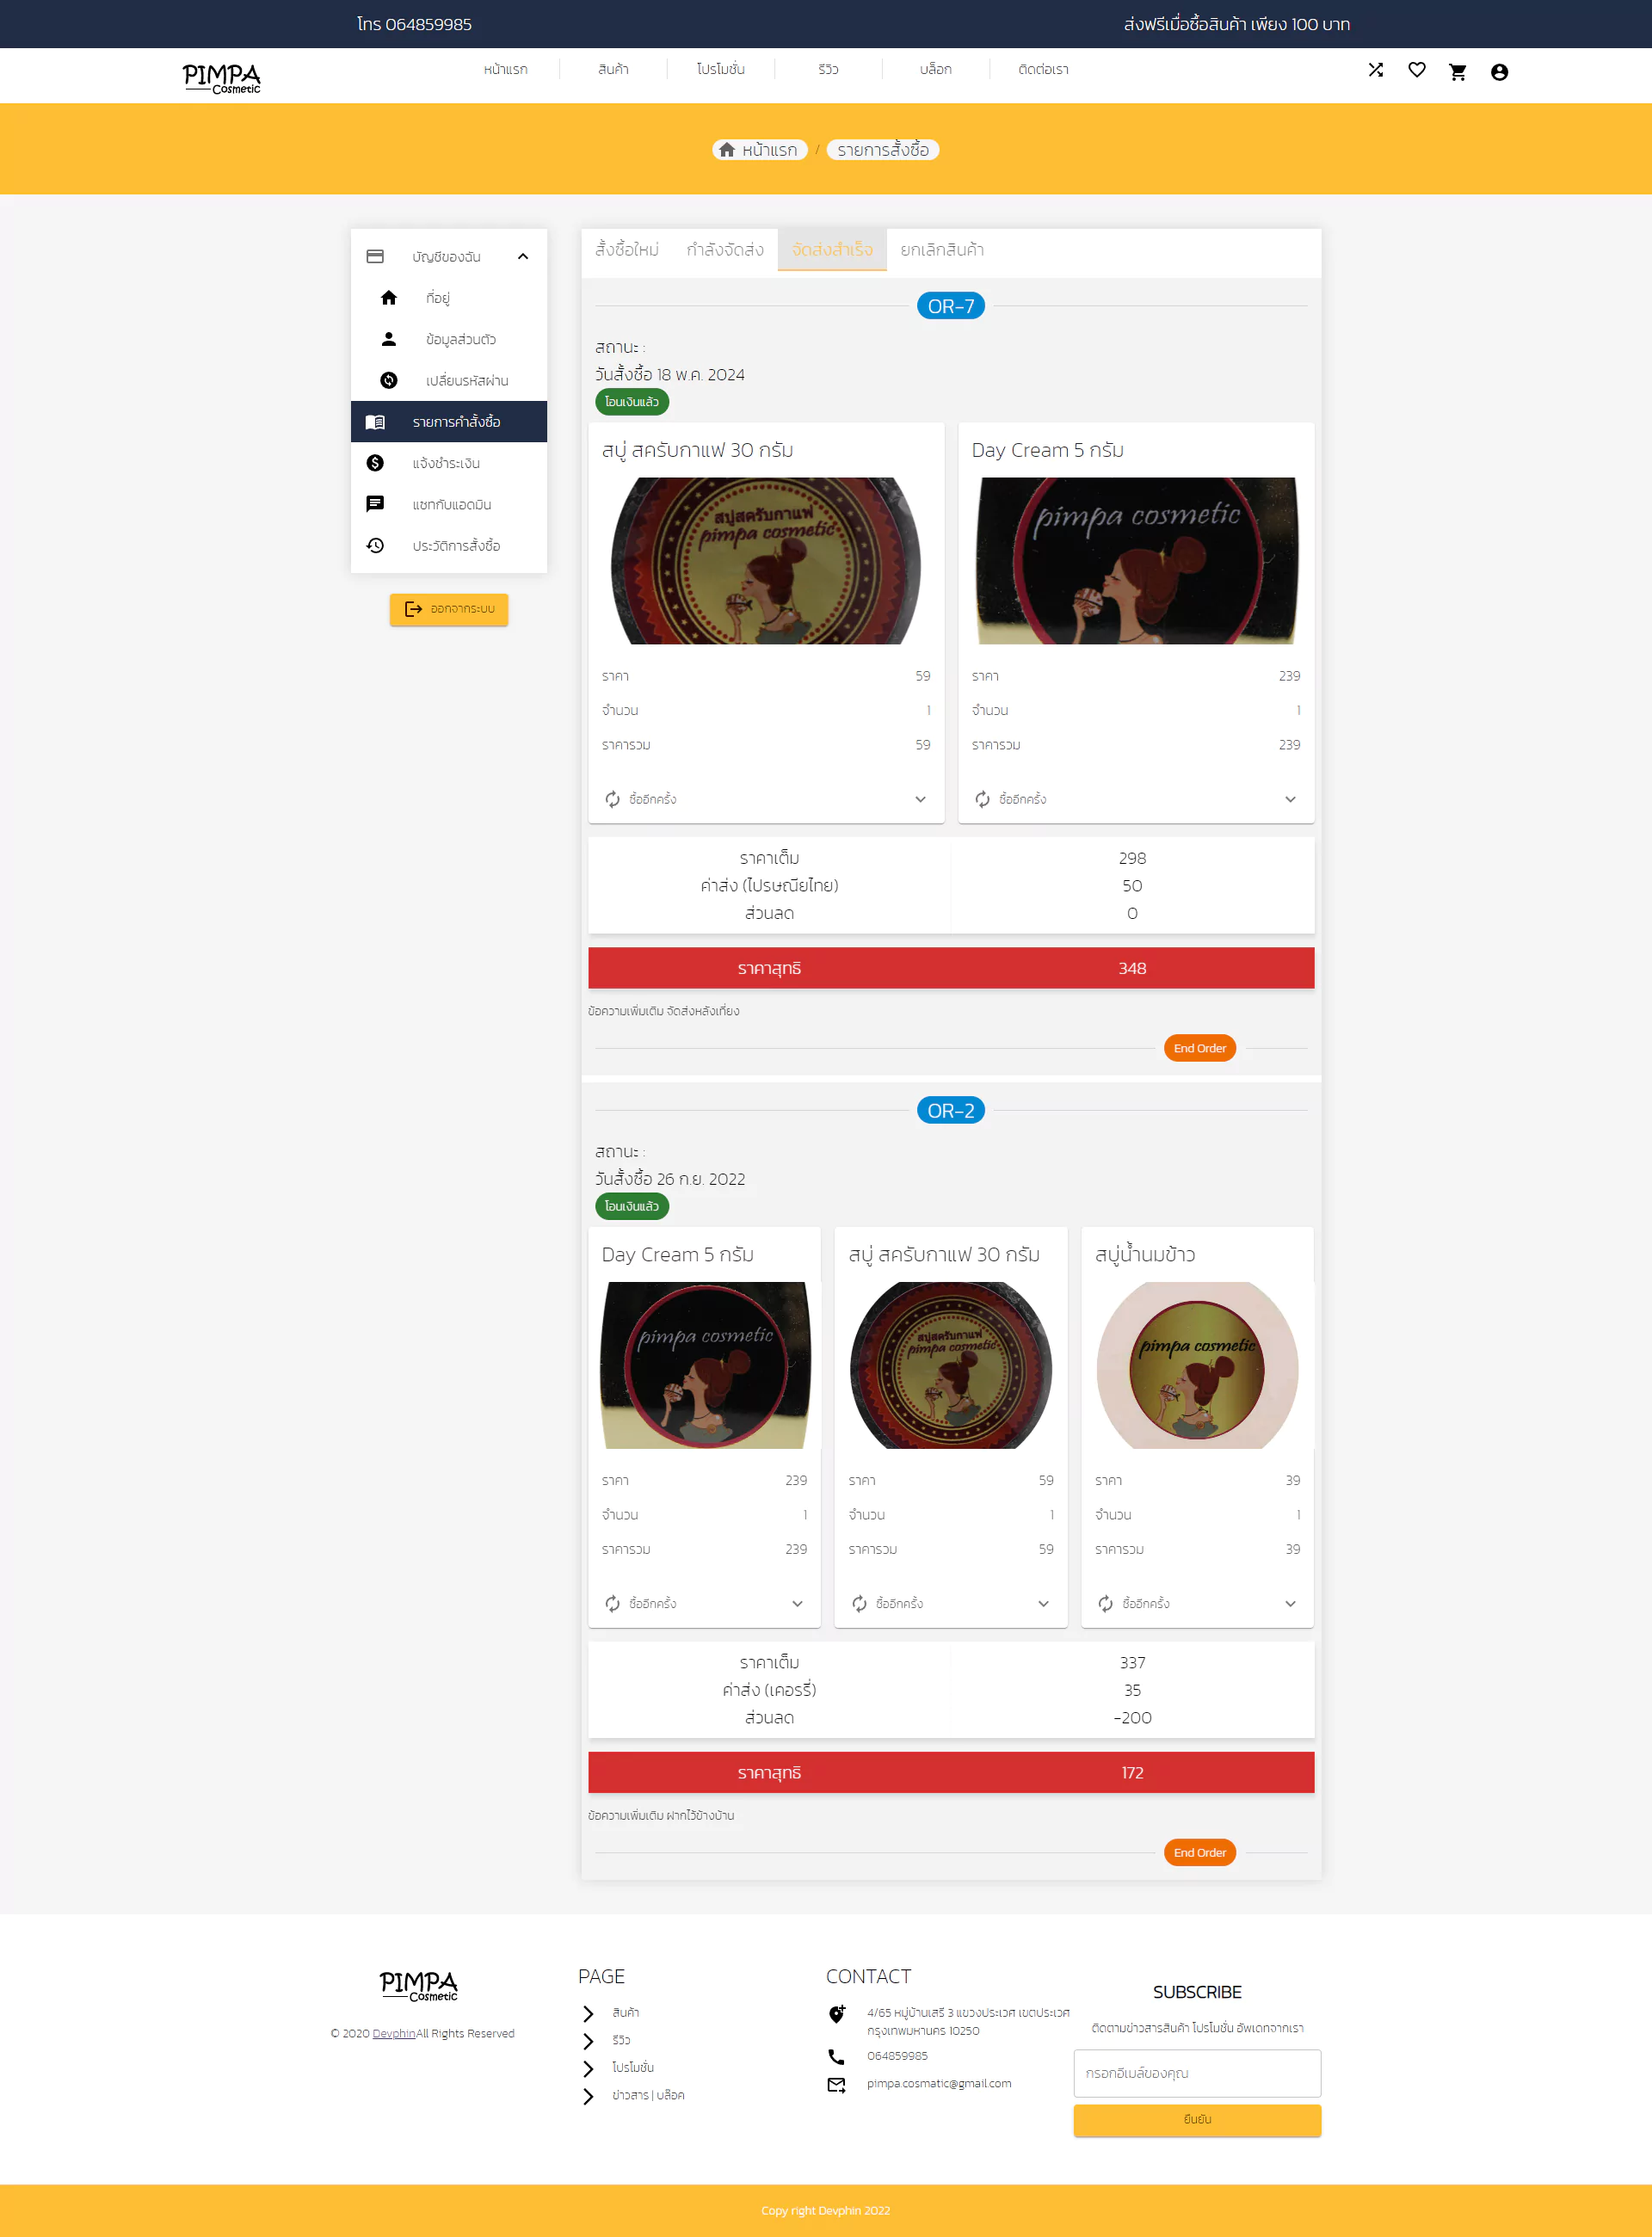 โทร 064859985
ส่งฟรีเมื่อซื้อสินค้า เพียง 100 บาท
PIMPA
Cosmetic
หน้าแรก
สินค้า
โปรโมชั่น
รีวิว
บล็อก
ติดต่อเรา
หน้าแรก / รายการสั่งซื้อ
บัญชีของฉัน
ที่อยู่
ข้อมูลส่วนตัว
เปลี่ยนรหัสผ่าน
รายการคำสั่งซื้อ
แจ้งชำระเงิน
แชทกับแอดมิน
ประวัติการสั่งซื้อ
ออกจากระบบ
สั่งซื้อใหม่
กำลังจัดส่ง
จัดส่งสำเร็จ
ยกเลิกสินค้า
OR-7
สถานะ :
วันสั่งซื้อ 18 พ.ค. 2024
โอนเงินแล้ว
สบู่ สครับกาแฟ 30 กรัม
สบู่สครับกาแฟ
pimpa cosmetic
ราคา 59
จำนวน 1
ราคารวม 59
ซื้ออีกครั้ง
Day Cream 5 กรัม
pimpa cosmetic
ราคา 239
จำนวน 1
ราคารวม 239
ซื้ออีกครั้ง
ราคาเต็ม 298
ค่าส่ง (ไปรษณียไทย) 50
ส่วนลด 0
ราคาสุทธิ 348
ข้อความเพิ่มเติม จัดส่งหลังเที่ยง
End Order
OR-2
สถานะ :
วันสั่งซื้อ 26 ก.ย. 2022
โอนเงินแล้ว
Day Cream 5 กรัม
pimpa cosmetic
ราคา 239
จำนวน 1
ราคารวม 239
ซื้ออีกครั้ง
สบู่ สครับกาแฟ 30 กรัม
สบู่สครับกาแฟ
pimpa cosmetic
ราคา 59
จำนวน 1
ราคารวม 59
ซื้ออีกครั้ง
สบู่น้ำนมข้าว
pimpa cosmetic
ราคา 39
จำนวน 1
ราคารวม 39
ซื้ออีกครั้ง
ราคาเต็ม 337
ค่าส่ง (เคอรรี่) 35
ส่วนลด -200
ราคาสุทธิ 172
ข้อความเพิ่มเติม ฝากไว้ข้างบ้าน
End Order
PIMPA
Cosmetic
© 2020 DevphinAll Rights Reserved
PAGE
สินค้า
รีวิว
โปรโมชั่น
ข่าวสาร | บล๊อค
CONTACT
4/65 หมู่บ้านเสรี 3 แขวงประเวศ เขตประเวศ
กรุงเทพมหานคร 10250
064859985
pimpa.cosmatic@gmail.com
SUBSCRIBE
ติดตามข่าวสารสินค้า โปรโมชั่น อัพเดทจากเรา
กรอกอีเมล์ของคุณ
ยืนยัน
Copy right Devphin 2022